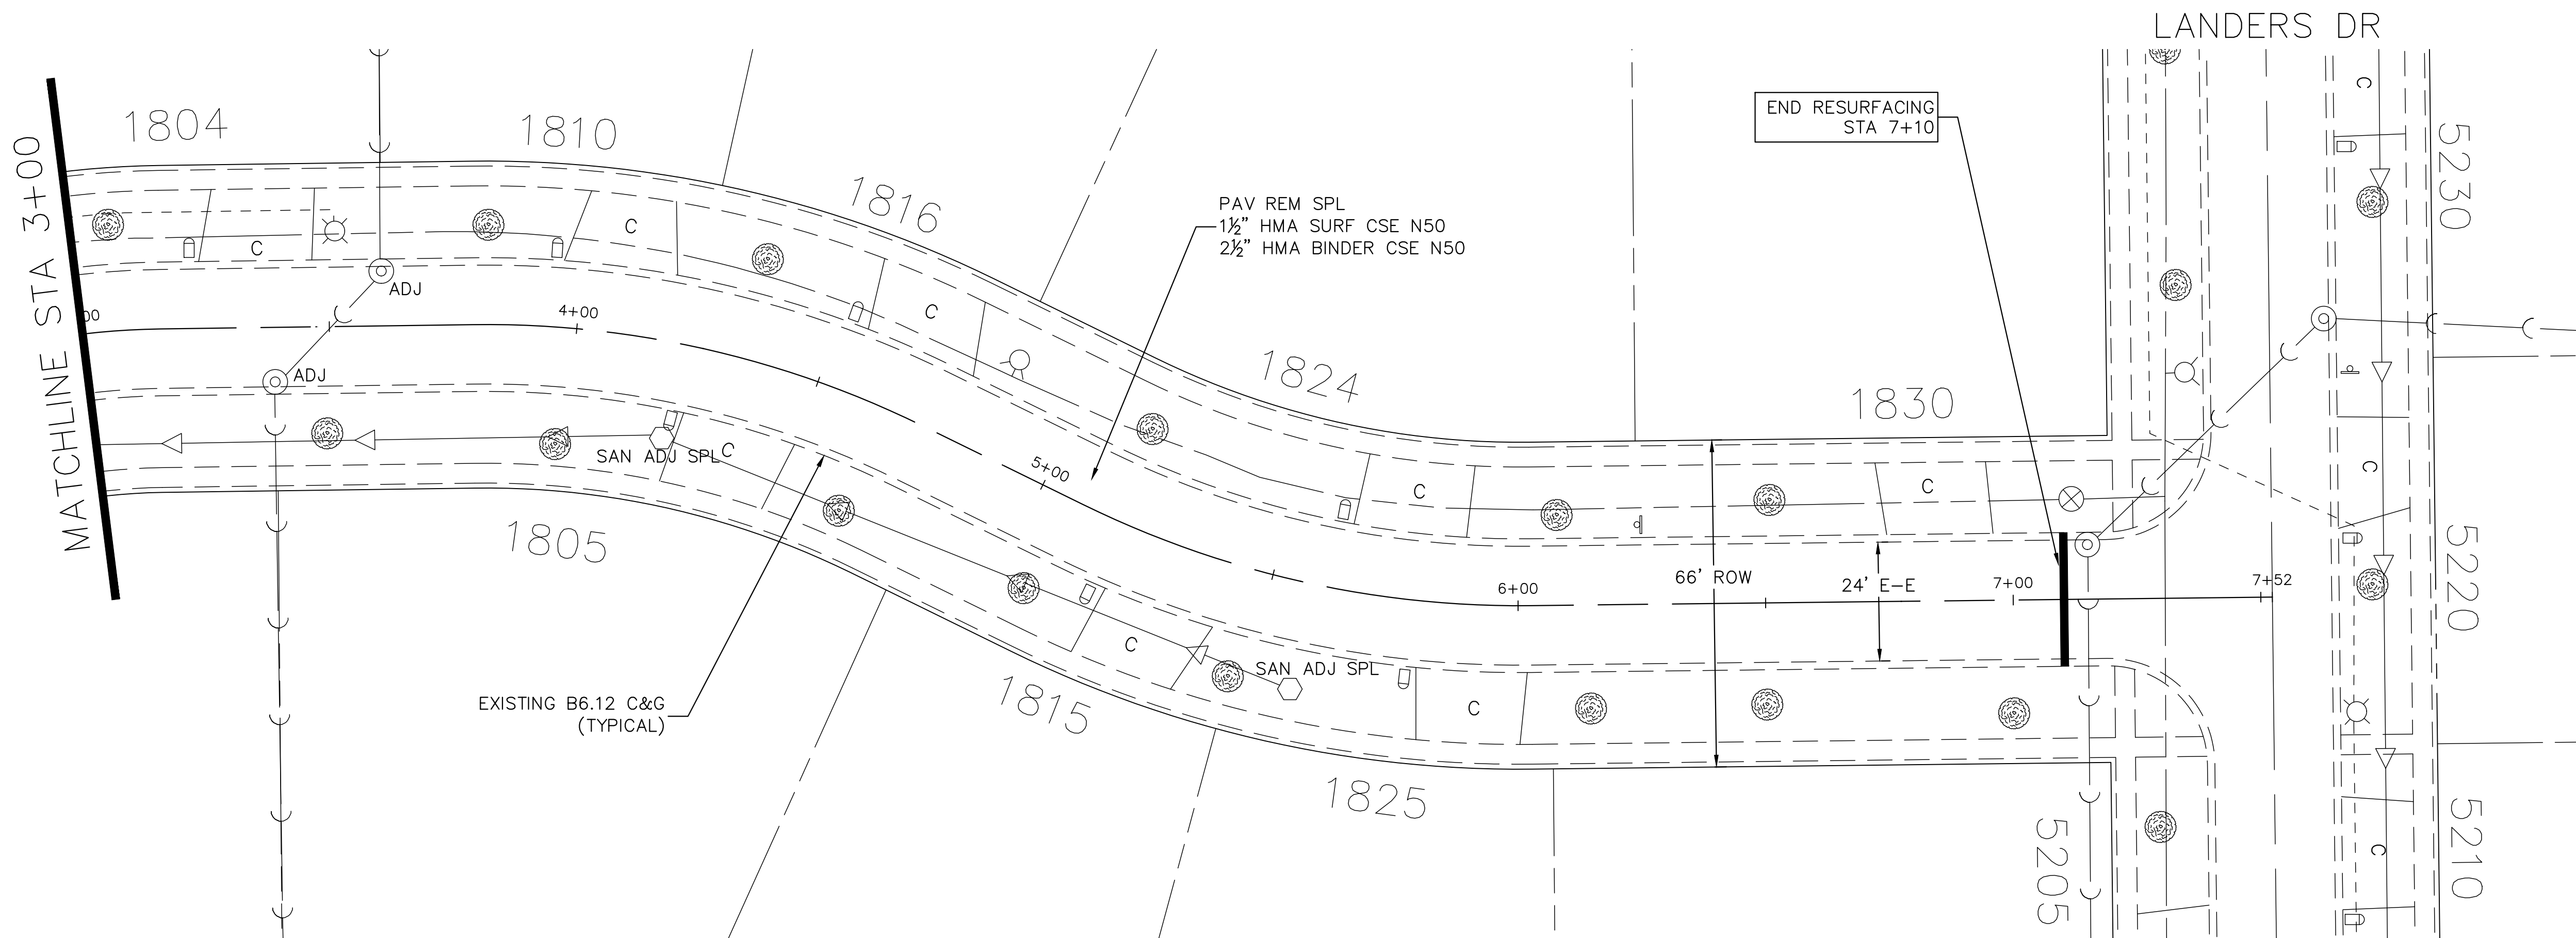 LANDERS DR
MATCHLINE STA 3+00
1804
1810
1816
1824
1830
END RESURFACING
STA 7+10
PAV REM SPL
1½" HMA SURF CSE N50
2½" HMA BINDER CSE N50
C
C
C
C
C
C
C
C
C
C
C
ADJ
ADJ
00
4+00
5+00
6+00
7+00
7+52
SAN ADJ SPL
SAN ADJ SPL
66' ROW
24' E-E
EXISTING B6.12 C&G
(TYPICAL)
1805
1815
1825
5205
5230
5220
5210